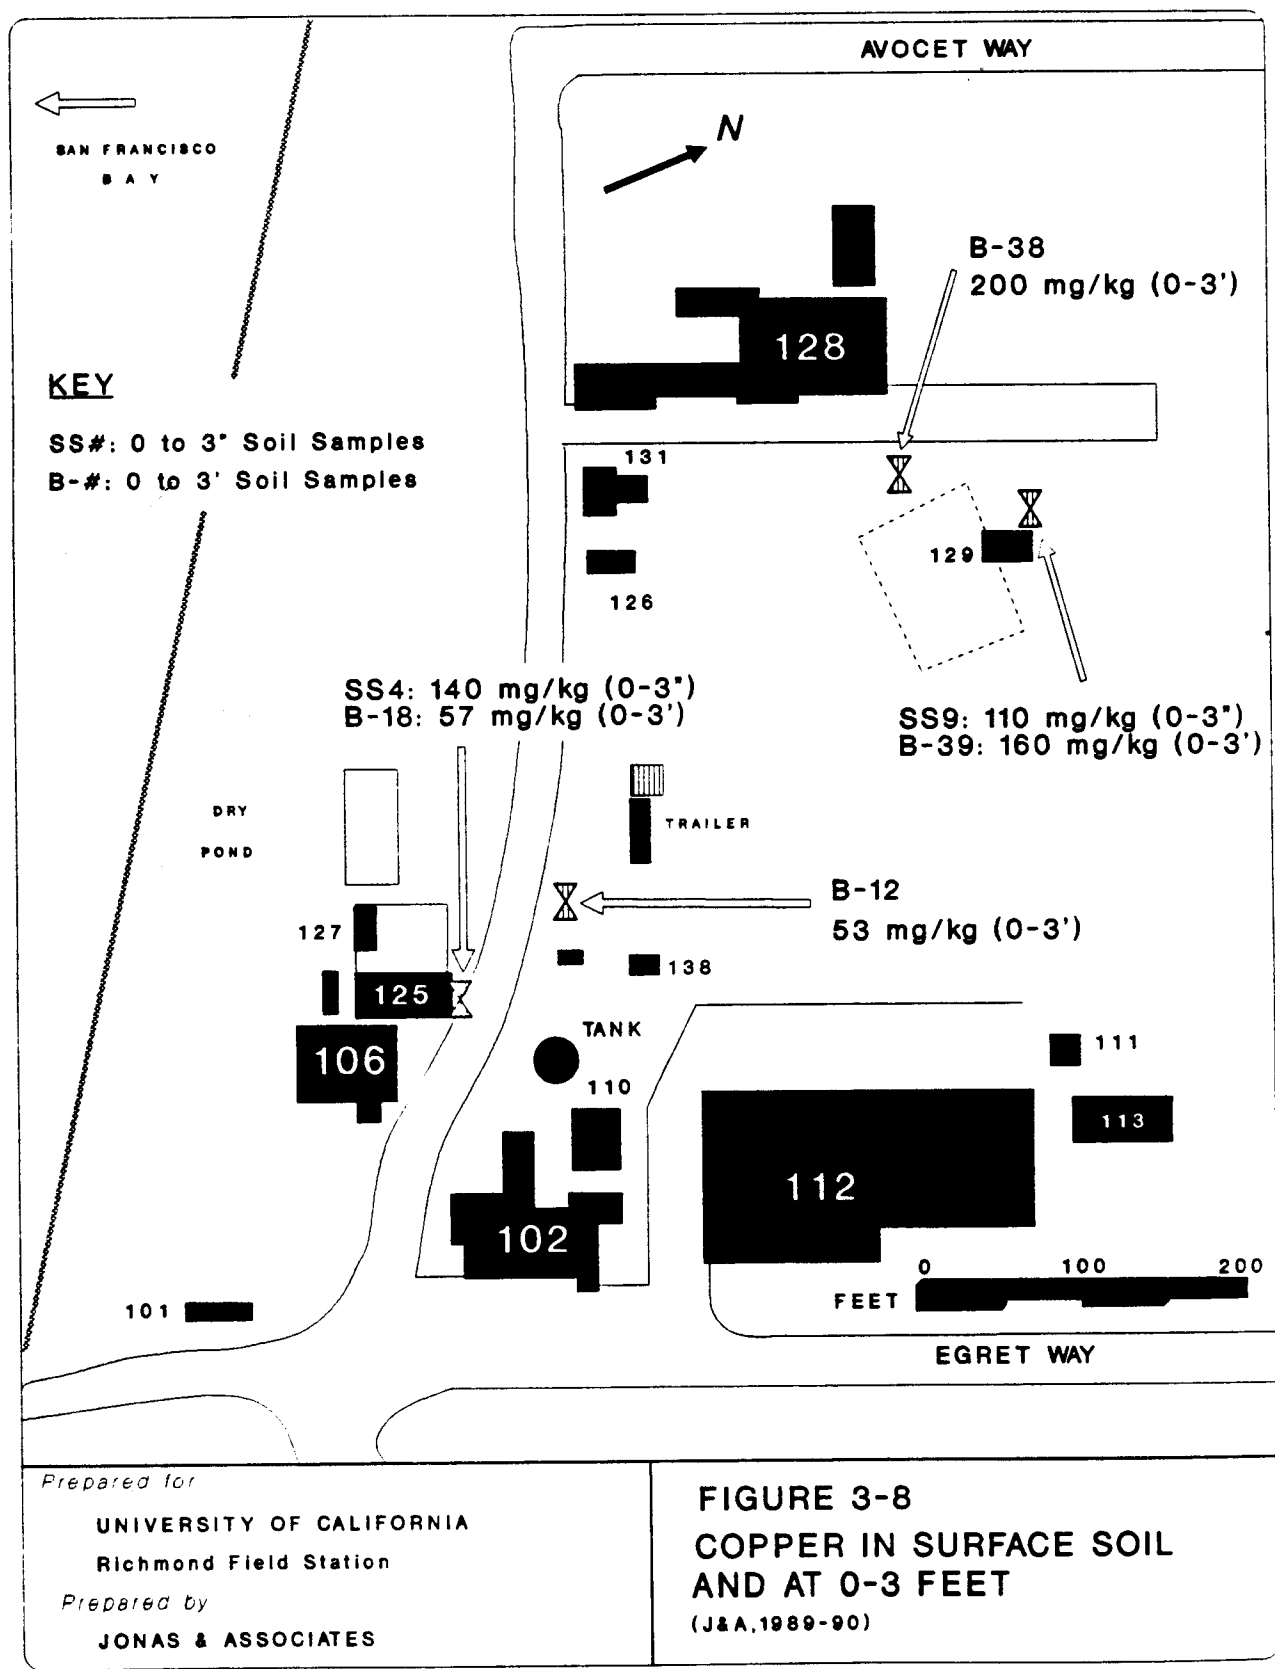 AVOCET WAY
SAN FRANCISCO
BAY
N
B-38
200 mg/kg (0-3')
128
KEY
SS#: 0 to 3" Soil Samples
B-#: 0 to 3' Soil Samples
131
129
126
SS4: 140 mg/kg (0-3")
B-18: 57 mg/kg (0-3')
SS9: 110 mg/kg (0-3")
B-39: 160 mg/kg (0-3')
DRY
POND
TRAILER
B-12
53 mg/kg (0-3')
127
138
125
TANK
106
111
110
113
112
102
0 100 200
FEET
101
EGRET WAY
Prepared for
UNIVERSITY OF CALIFORNIA
Richmond Field Station
Prepared by
JONAS & ASSOCIATES
FIGURE 3-8
COPPER IN SURFACE SOIL
AND AT 0-3 FEET
(J&A,1989-90)